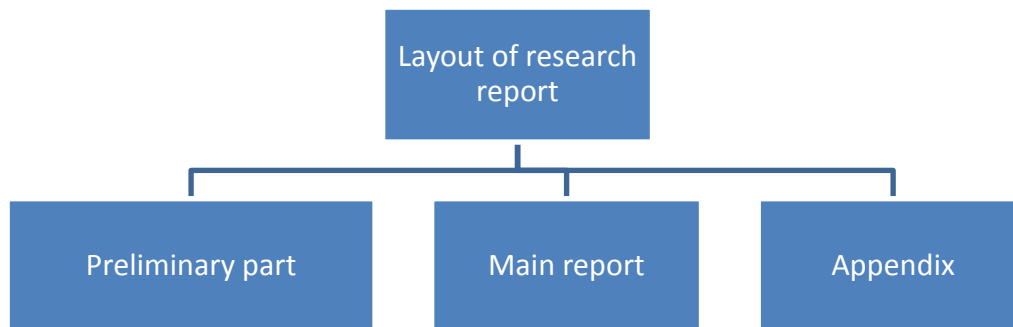 Layout of research
report
Preliminary part
Main report
Appendix